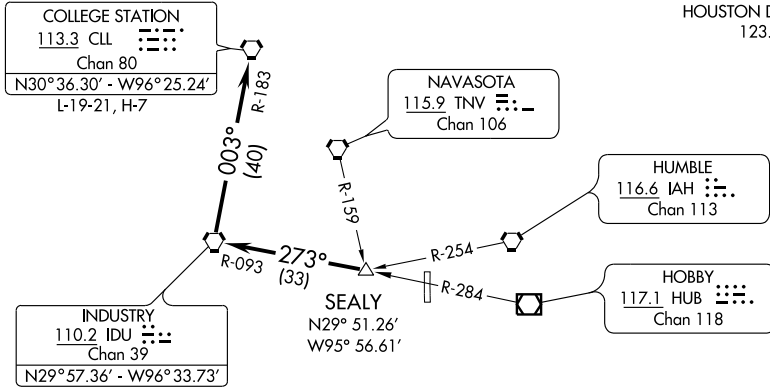 COLLEGE STATION
113.3 CLL
Chan 80
N30°36.30' - W96°25.24'
L-19-21, H-7
HOUSTON D
123.
NAVASOTA
115.9 TNV
Chan 106
R-183
003°
(40)
R-159
HUMBLE
116.6 IAH
Chan 113
R-254
273°
(33)
R-093
R-284
SEALY
N29° 51.26'
W95° 56.61'
HOBBY
117.1 HUB
Chan 118
INDUSTRY
110.2 IDU
Chan 39
N29°57.36' - W96°33.73'